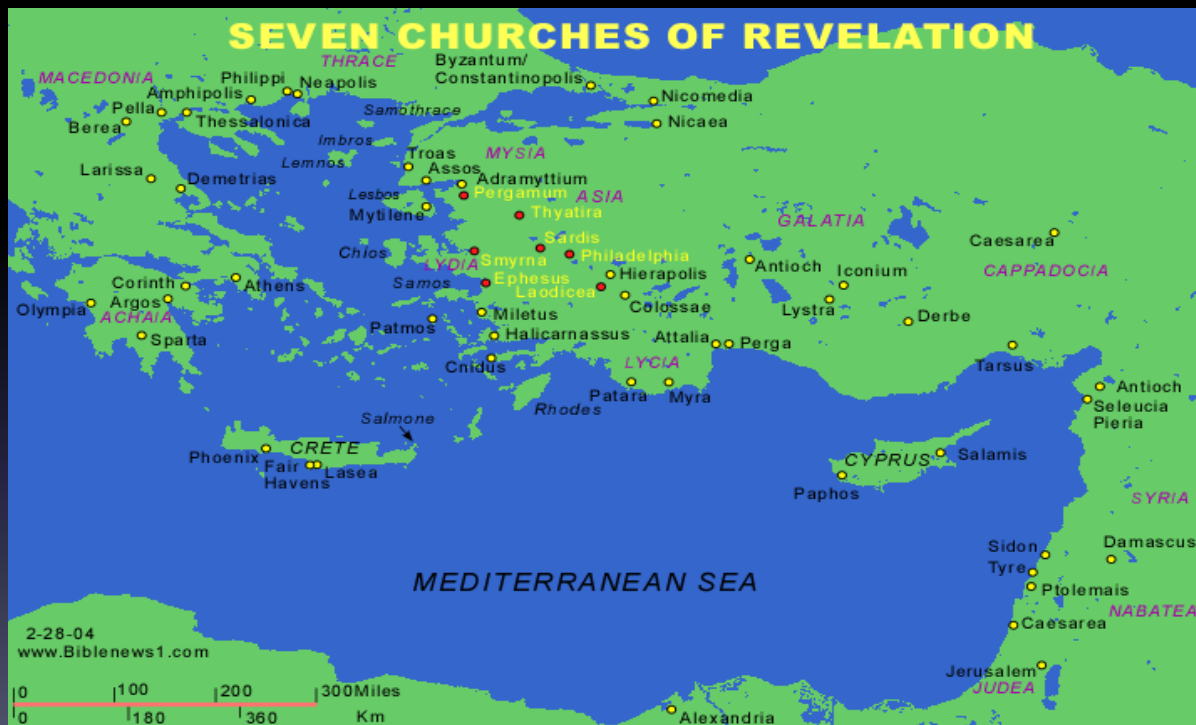 SEVEN CHURCHES OF REVELATION
THRACE
MACEDONIA
Philippi
Neapolis
Byzantum/
Constantinopolis
Amphipolis
Pella
Berea
Thessalonica
Samothrace
Nicomedia
Nicaea
Imbros
Lemnos
Troas
MYSIA
Assos
Adramyttium
Larissa
Demetrias
Lesbos
Pergamum
ASIA
Mytilene
Thyatira
GALATIA
Caesarea
Chios
Sardis
LYDIA
Smyrna
Philadelphia
Antioch
Iconium
CAPPADOCIA
Corinth
Athens
Samos
Ephesus
Hierapolis
Laodicea
Colossae
Olympia
Argos
ACHAIA
Lystra
Derbe
Patmos
Miletus
Sparta
Halicarnassus
Attalia
Perga
Cnidus
LYCIA
Tarsus
Patara
Myra
Antioch
Seleucia
Pieria
Rhodes
Salmone
CRETE
Phoenix
Fair
Havens
Lasea
CYPRUS
Salamis
Paphos
SYRIA
Sidon
Damascus
Tyre
MEDITERRANEAN SEA
Ptolemais
NABATEA
Caesarea
2-28-04
www.Biblenews1.com
Jerusalem
JUDEA
0 100 200 300Miles
0 180 360 Km
Alexandria